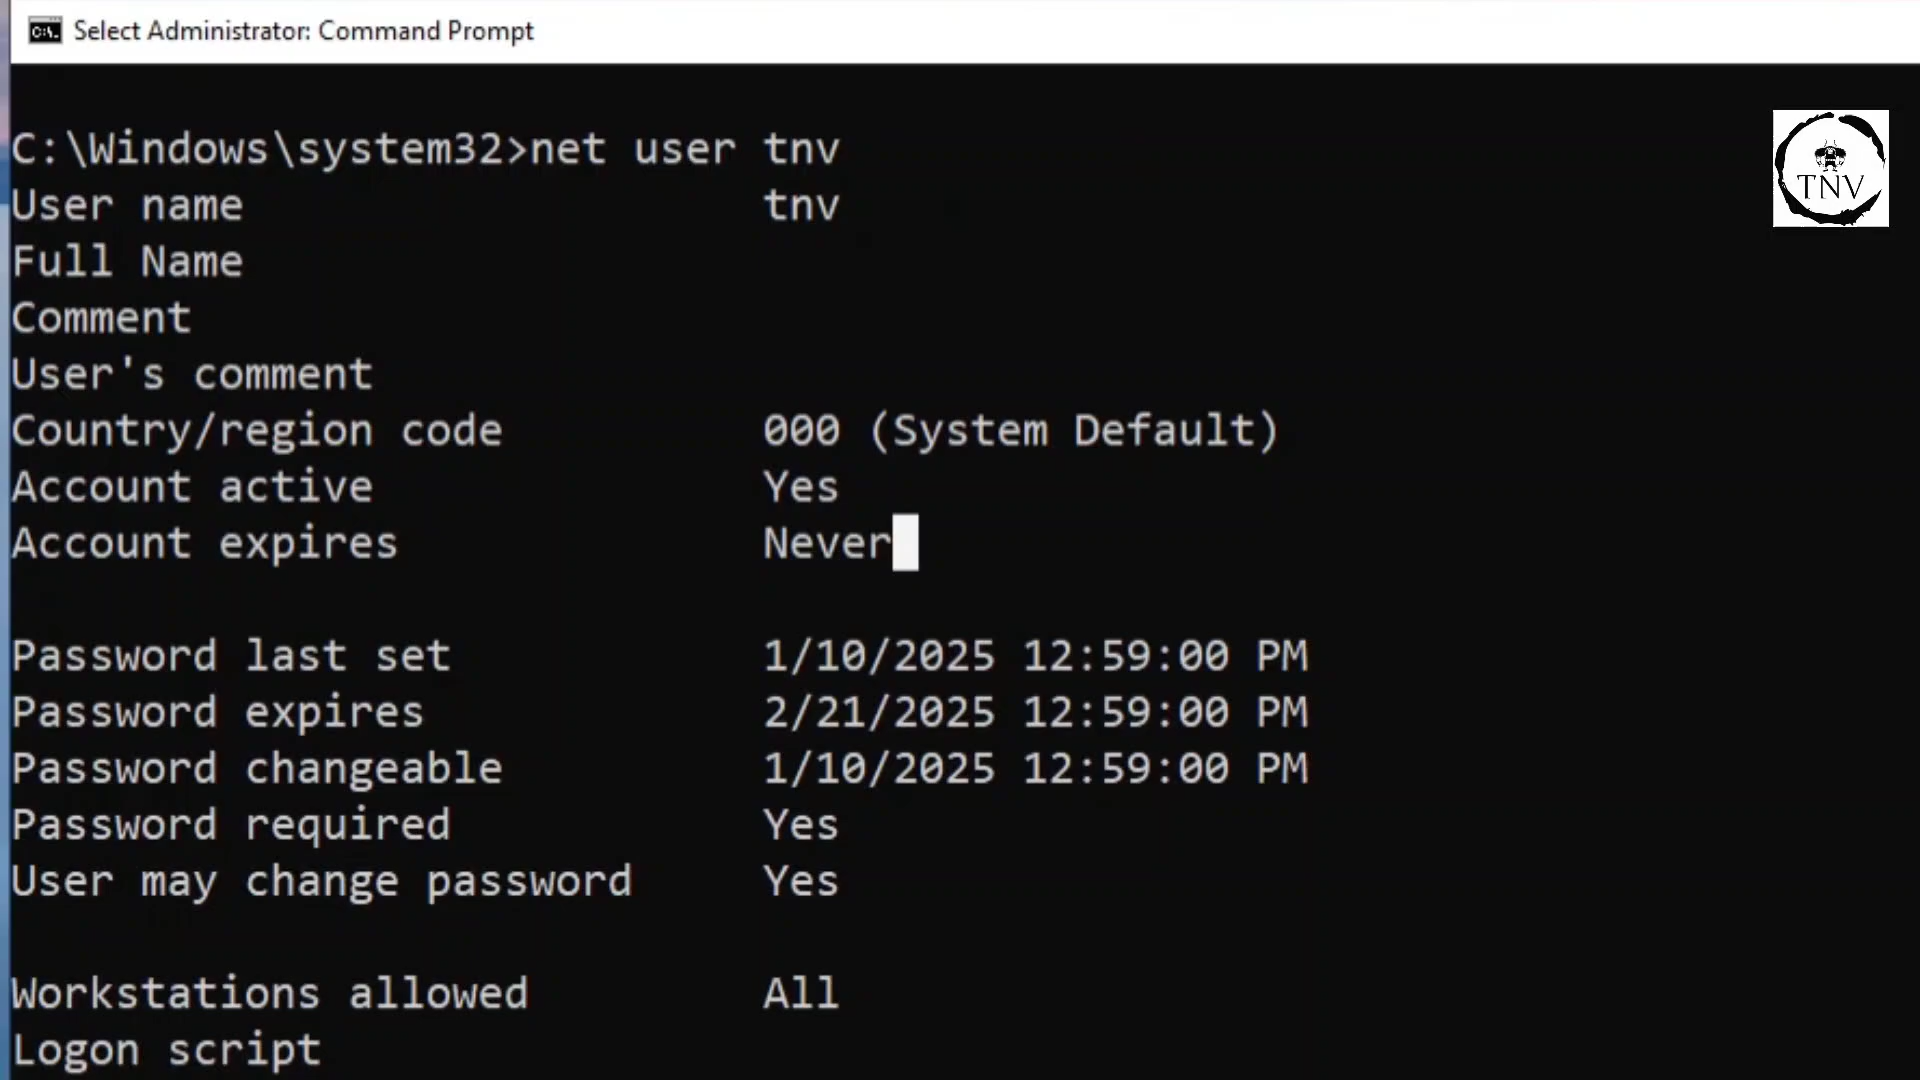 Select Administrator: Command Prompt
C:\Windows\system32>net user tnv
User name tnv
Full Name
Comment
User's comment
Country/region code 000 (System Default)
Account active Yes
Account expires Never
Password last set 1/10/2025 12:59:00 PM
Password expires 2/21/2025 12:59:00 PM
Password changeable 1/10/2025 12:59:00 PM
Password required Yes
User may change password Yes
Workstations allowed All
Logon script
TNV